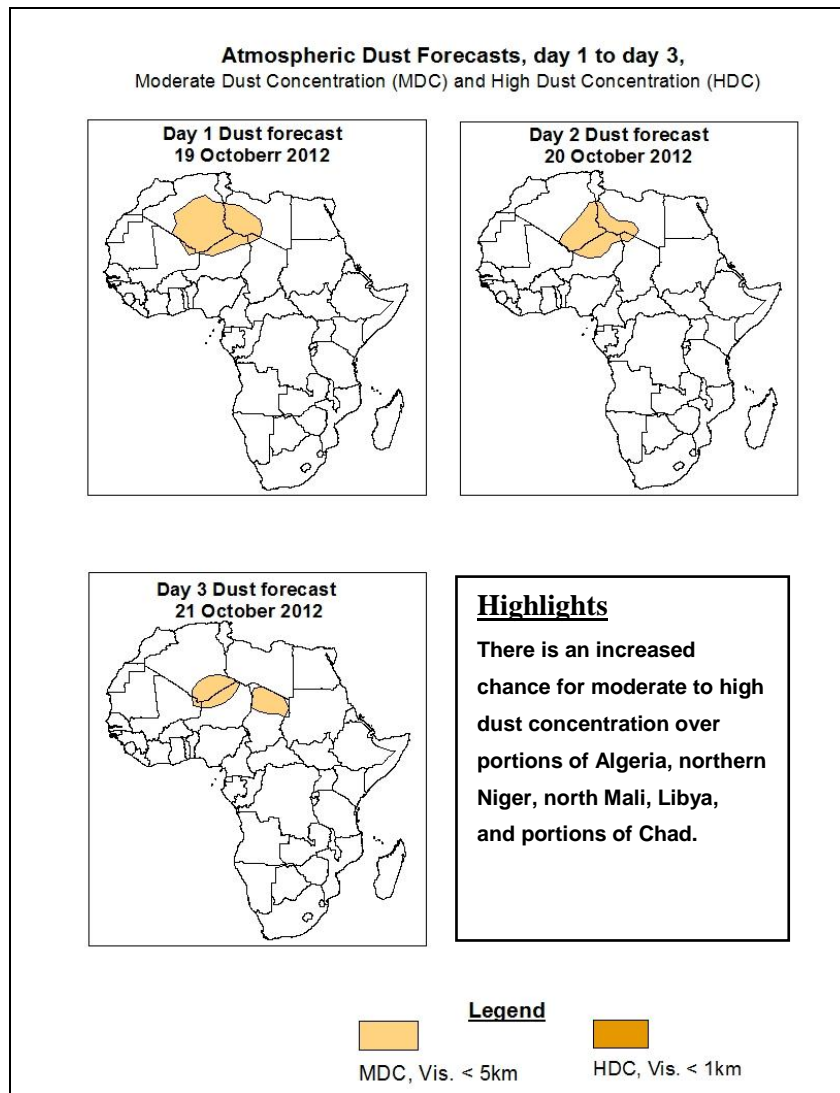 Atmospheric Dust Forecasts, day 1 to day 3,
Moderate Dust Concentration (MDC) and High Dust Concentration (HDC)
Day 1 Dust forecast
19 Octoberr 2012
Day 2 Dust forecast
20 October 2012
Day 3 Dust forecast
21 October 2012
Highlights
There is an increased
chance for moderate to high
dust concentration over
portions of Algeria, northern
Niger, north Mali, Libya,
and portions of Chad.
Legend
MDC, Vis. < 5km
HDC, Vis. < 1km